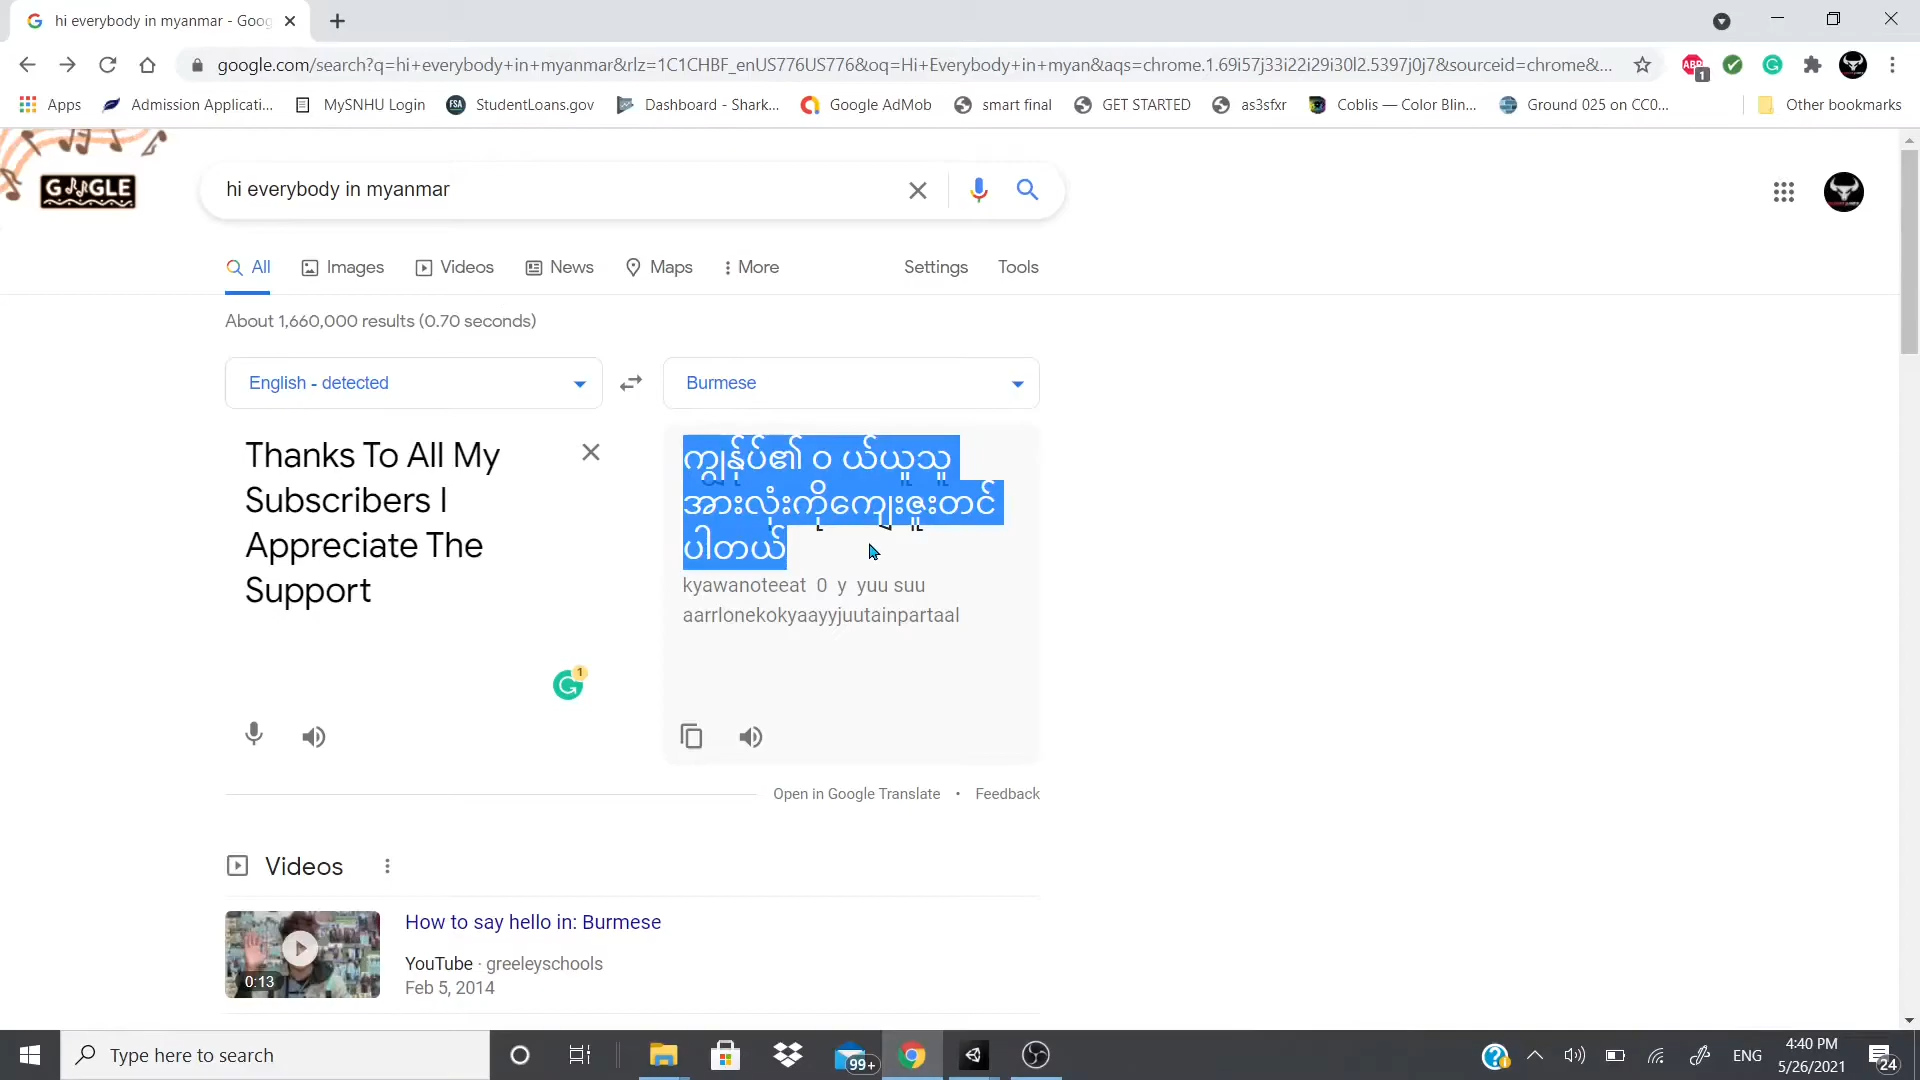 hi everybody in myanmar - Goog
google.com/search?q=hi+everybody+in+myanmar&rlz=1C1CHBF_enUS776US776&oq=Hi+Everybody+in+myan&aqs=chrome.1.69i57j33i22i29i30l2.5397j0j7&sourceid=chrome&...
ABP 1
Apps Admission Applicati... MySNHU Login FSA StudentLoans.gov Dashboard - Shark... Google AdMob smart final GET STARTED as3sfxr Coblis — Color Blin... Ground 025 on CC0... Other bookmarks
hi everybody in myanmar
All Images Videos News Maps More Settings Tools
About 1,660,000 results (0.70 seconds)
English - detected Burmese
Thanks To All My
Subscribers I
Appreciate The
Support
1
ကျွန်ုပ်၏ ၀ ယ်ယူသူ
အားလုံးကိုကျေးဇူးတင်
ပါတယ်
kyawanoteeat 0 y yuu suu
aarrlonekokyaayyjuutainpartaal
Open in Google Translate • Feedback
Videos
0:13
How to say hello in: Burmese
YouTube · greeleyschools
Feb 5, 2014
Type here to search
99+
ENG
4:40 PM
5/26/2021
24